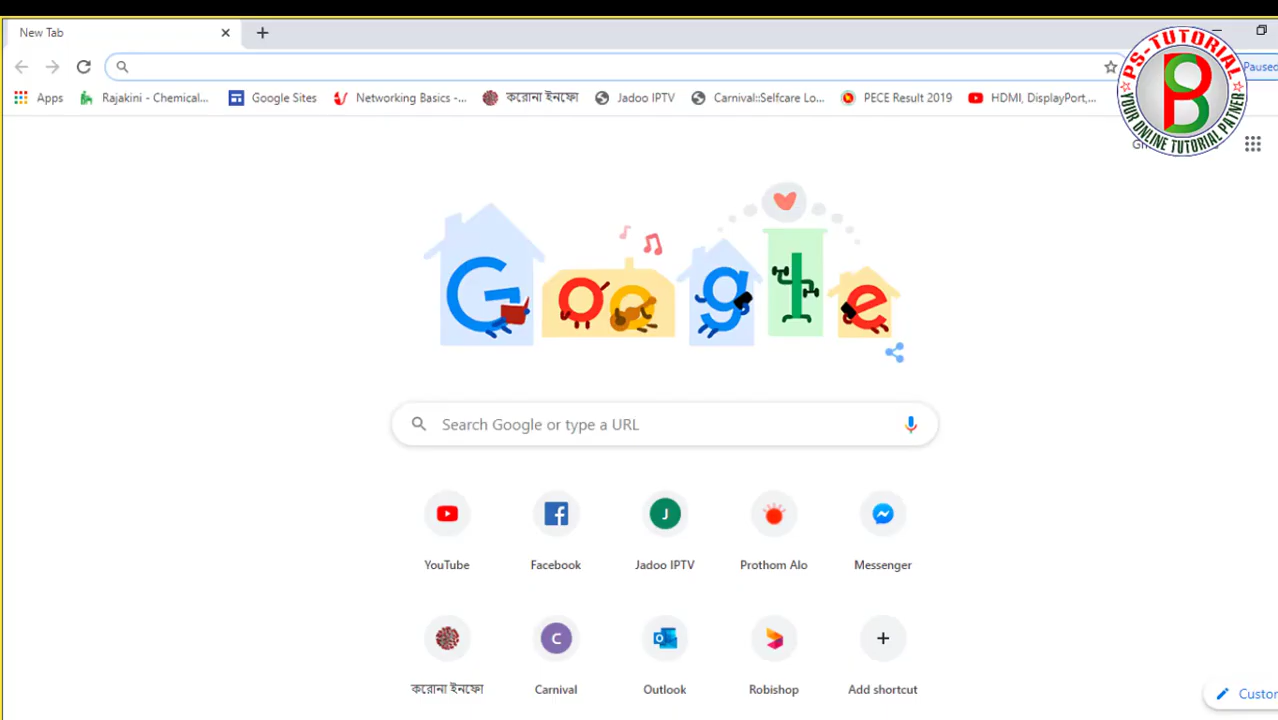 New Tab
Paused
Apps
Rajakini - Chemical...
Google Sites
Networking Basics -...
করোনা ইনফো
Jadoo IPTV
Carnival::Selfcare Lo...
PECE Result 2019
HDMI, DisplayPort,...
PS-TUTORIAL
YOUR ONLINE TUTORIAL PATNER
Google
Search Google or type a URL
YouTube
Facebook
Jadoo IPTV
Prothom Alo
Messenger
করোনা ইনফো
Carnival
Outlook
Robishop
Add shortcut
Custor